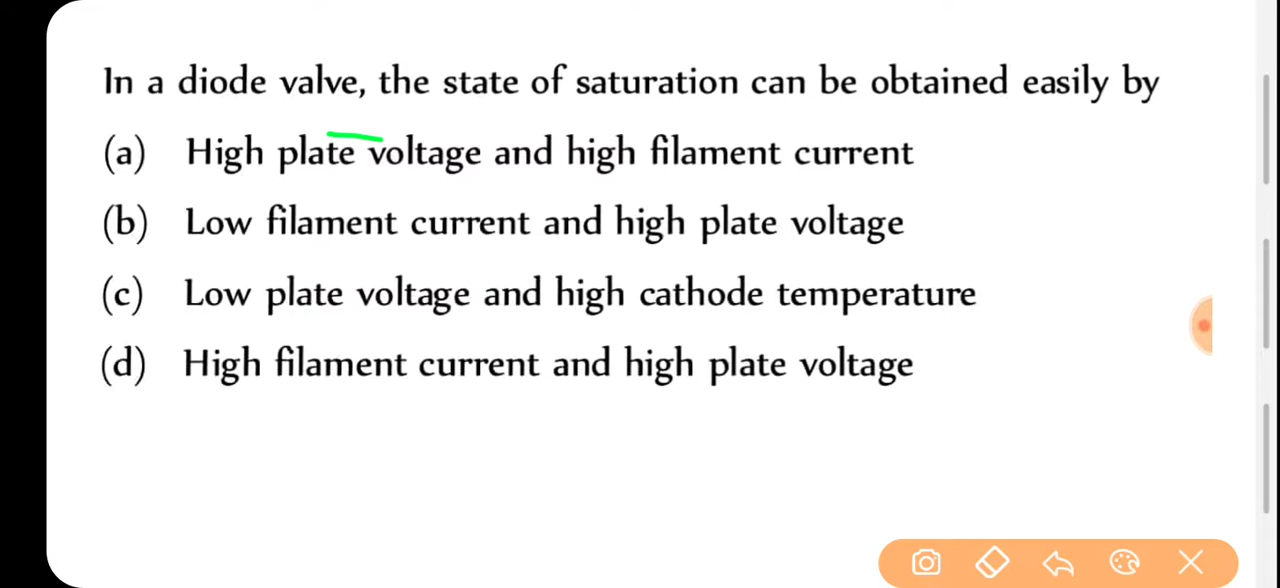 In a diode valve, the state of saturation can be obtained easily by
(a) High plate voltage and high filament current
(b) Low filament current and high plate voltage
(c) Low plate voltage and high cathode temperature
(d) High filament current and high plate voltage